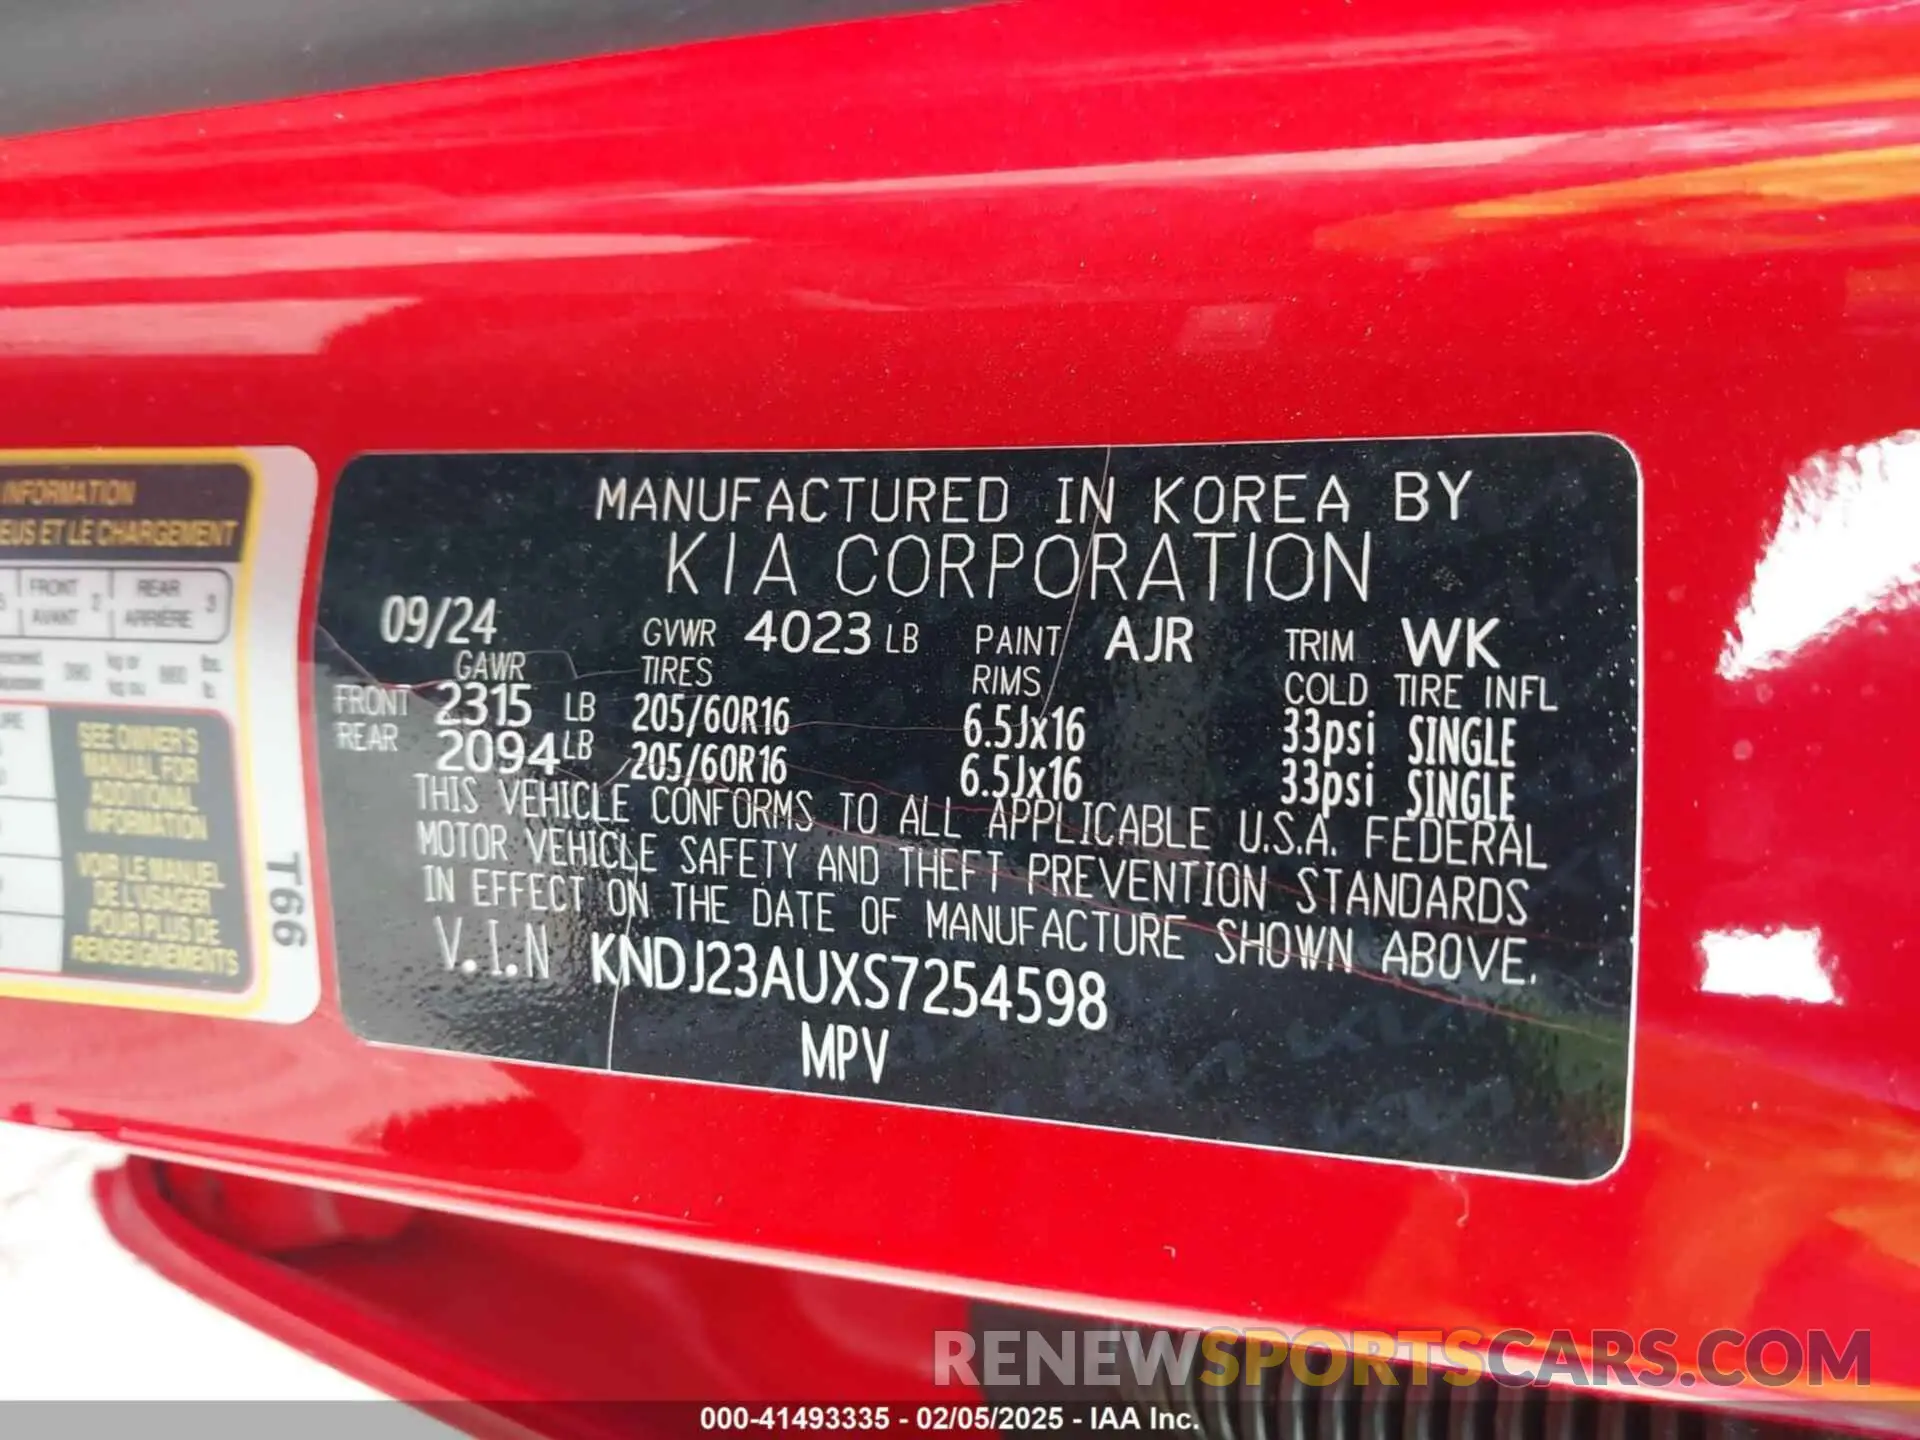 INFORMATION
EUS ET LE CHARGEMENT
FRONT 2 REAR 3
AVANT ARRIÈRE
SEE OWNER'S
MANUAL FOR
ADDITIONAL
INFORMATION
VOIR LE MANUEL
DE L'USAGER
POUR PLUS DE
RENSEIGNEMENTS
T66
MANUFACTURED IN KOREA BY
KIA CORPORATION
09/24 GVWR 4023 LB PAINT AJR TRIM WK
GAWR TIRES RIMS COLD TIRE INFL
FRONT 2315 LB 205/60R16 6.5Jx16 33psi SINGLE
REAR 2094 LB 205/60R16 6.5Jx16 33psi SINGLE
THIS VEHICLE CONFORMS TO ALL APPLICABLE U.S.A. FEDERAL
MOTOR VEHICLE SAFETY AND THEFT PREVENTION STANDARDS
IN EFFECT ON THE DATE OF MANUFACTURE SHOWN ABOVE.
V.I.N KNDJ23AUXS7254598
MPV
RENEWSPORTSCARS.COM
000-41493335 - 02/05/2025 - IAA Inc.